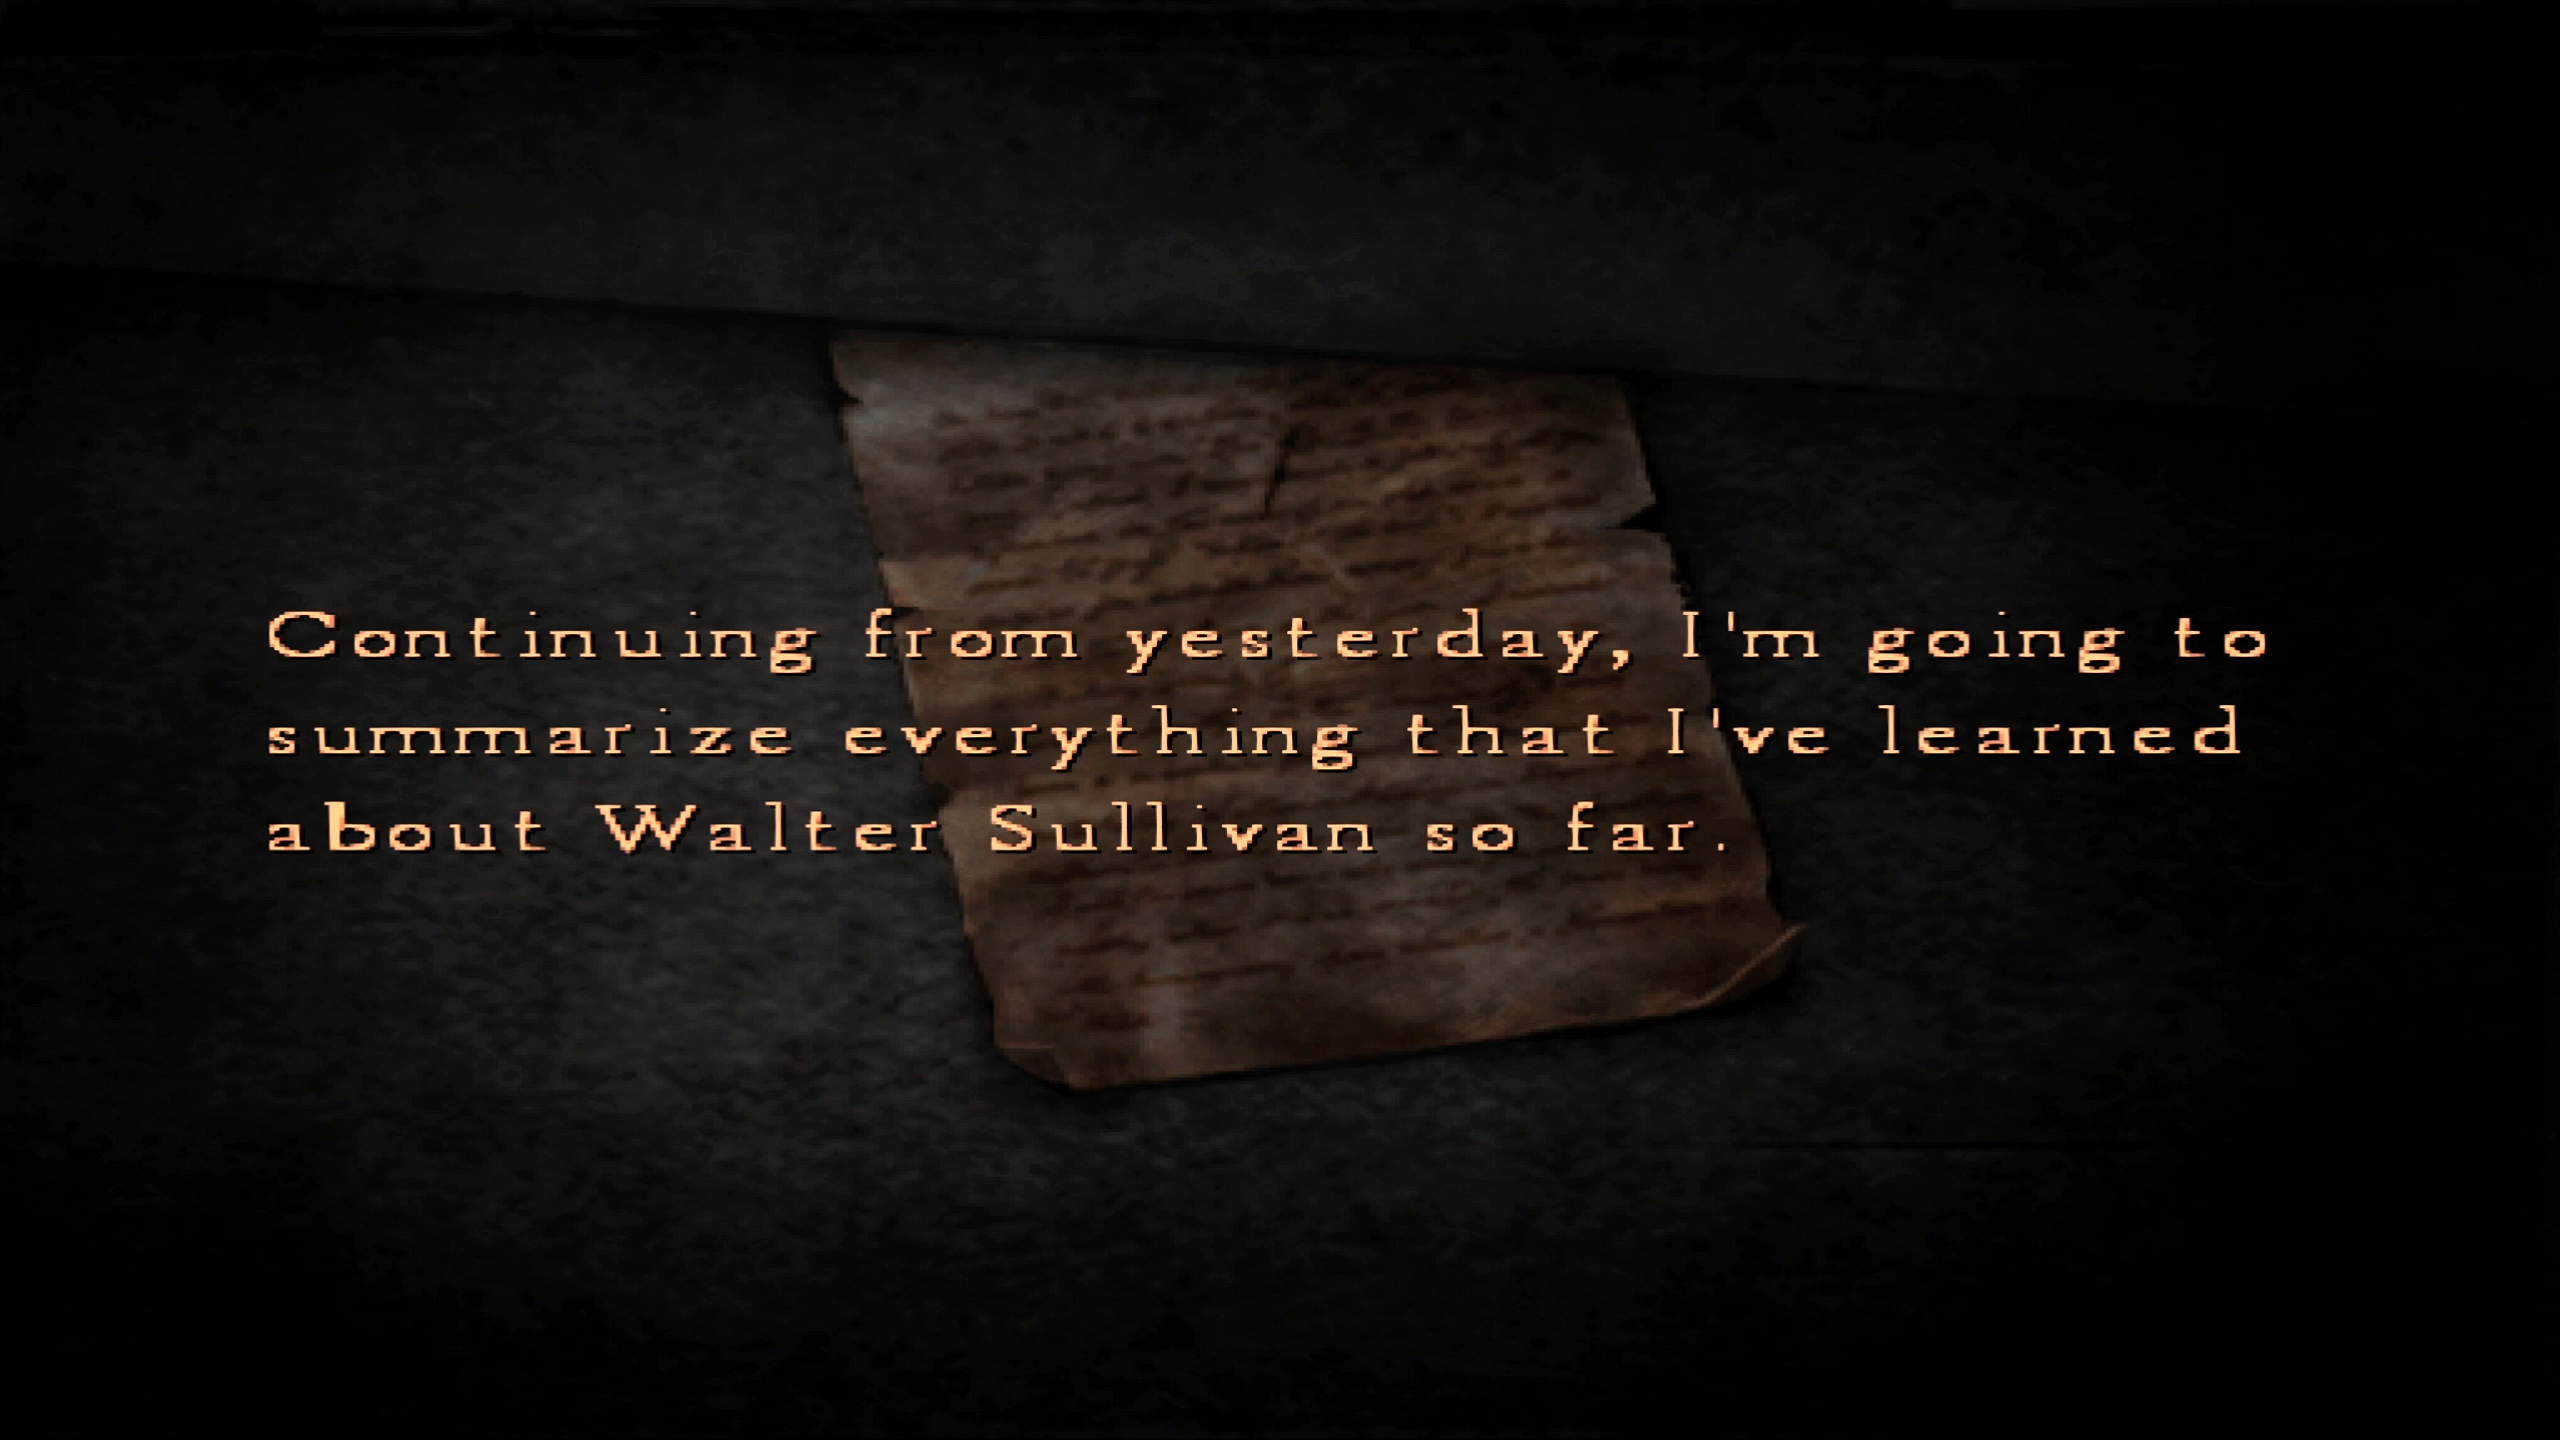 Continuing from yesterday, I'm going to
summarize everything that I've learned
about Walter Sullivan so far.